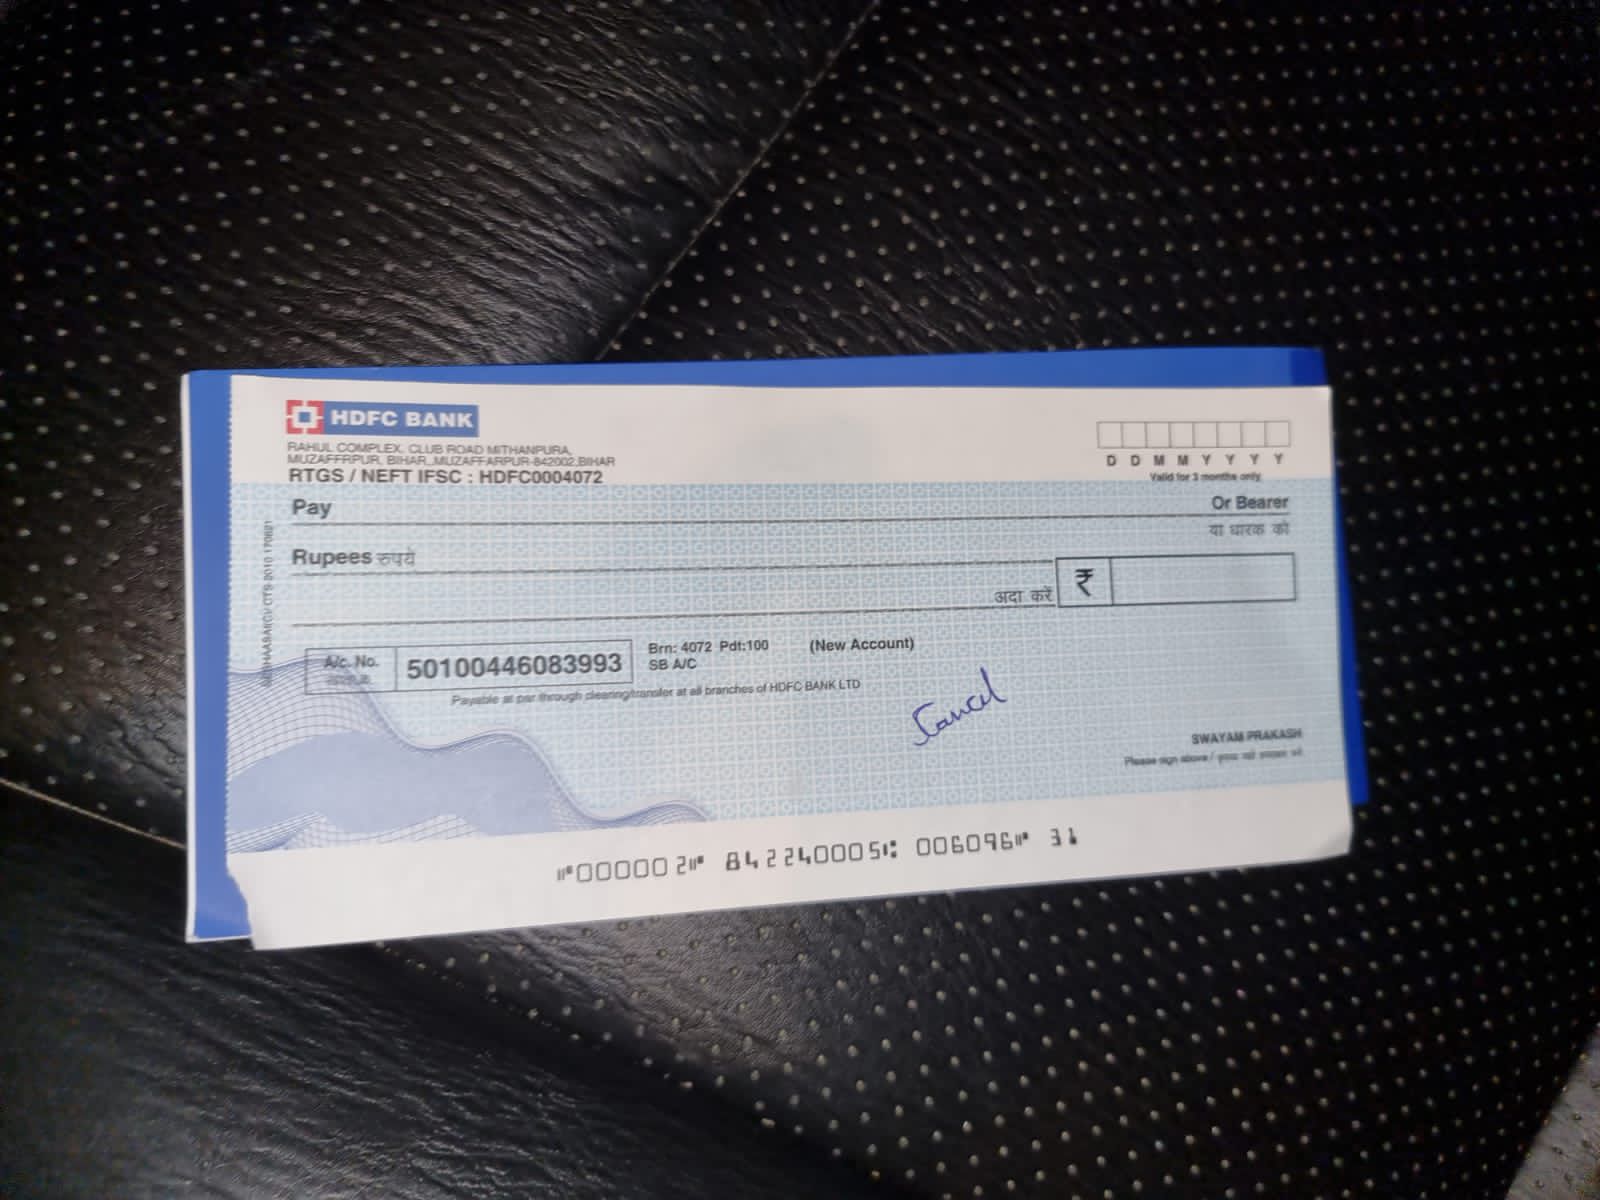 HDFC BANK
RAHUL COMPLEX, CLUB ROAD MITHANPURA,
MUZAFFRPUR, BIHAR,,MUZAFFARPUR-842002,BIHAR
RTGS / NEFT IFSC : HDFC0004072
D D M M Y Y Y Y
Valid for 3 months only
Pay
Or Bearer
या धारक को
Rupees रुपये
अदा करें ₹
A/c. No. 50100446083993
Brn: 4072 Pdt:100 (New Account)
SB A/C
Payable at par through clearing/transfer at all branches of HDFC BANK LTD
Cancel
SWAYAM PRAKASH
Please sign above /
CTS-2010
⑈000002⑈ 842240005⑆ 006096⑈ 31